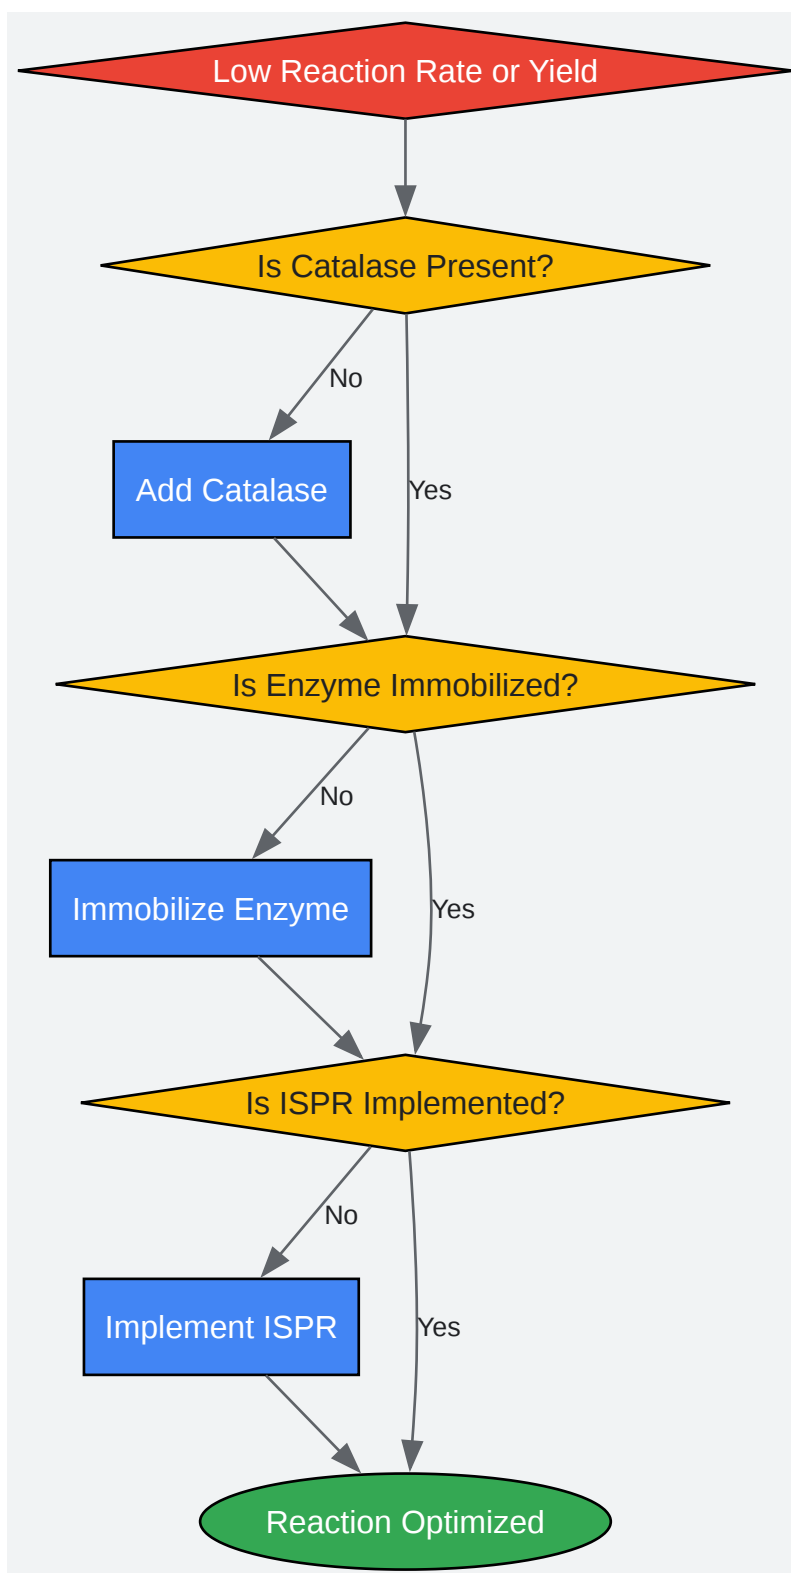 Low Reaction Rate or Yield
Is Catalase Present?
No
Add Catalase
Yes
Is Enzyme Immobilized?
No
Immobilize Enzyme
Yes
Is ISPR Implemented?
No
Implement ISPR
Yes
Reaction Optimized